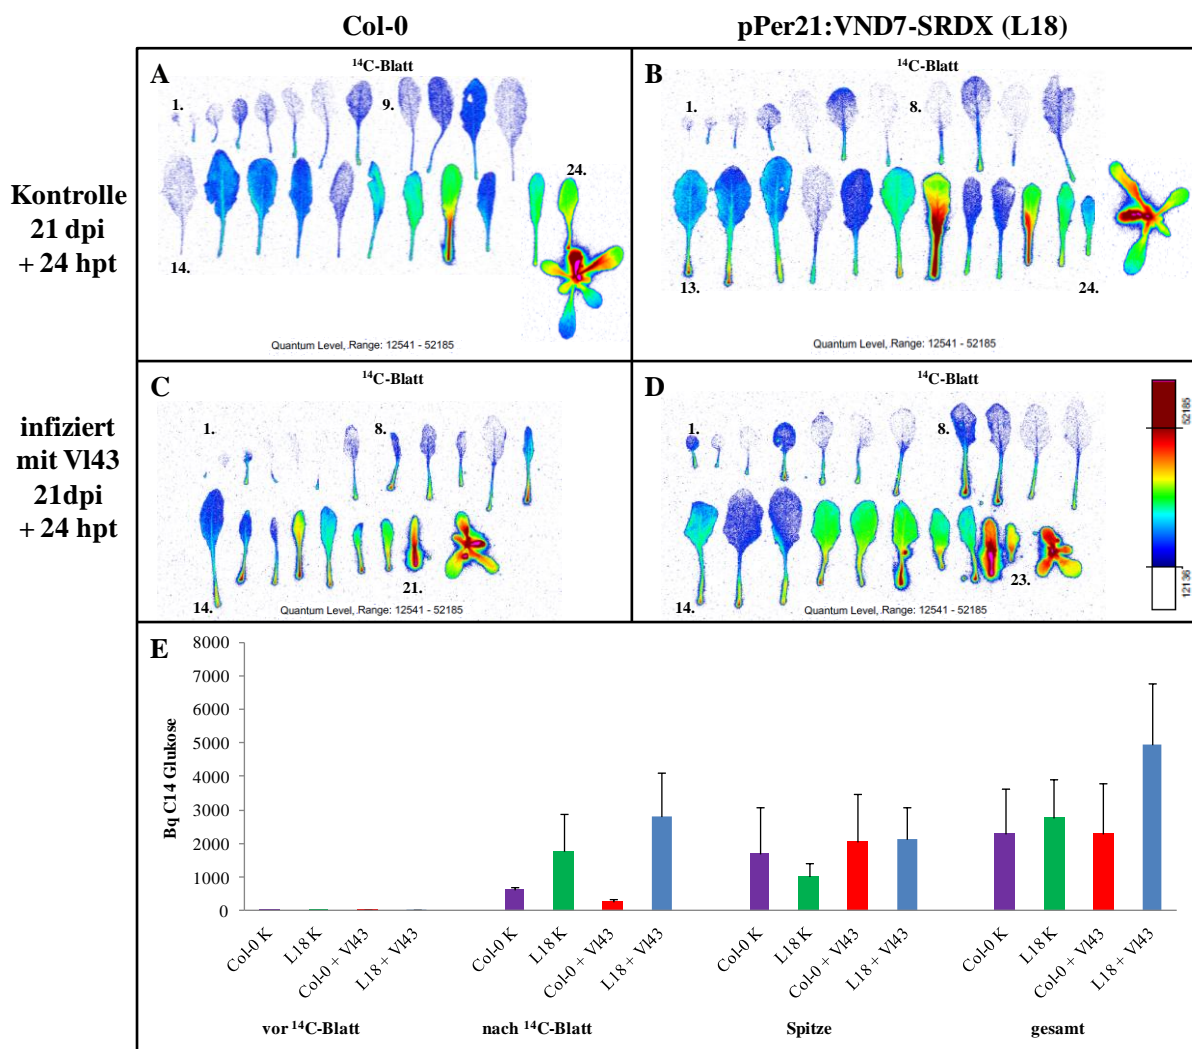 Col-0
pPer21:VND7-SRDX (L18)
A
¹⁴C-Blatt
1.
9.
14.
24.
Quantum Level, Range: 12541 - 52185
B
¹⁴C-Blatt
1.
8.
13.
24.
Quantum Level, Range: 12541 - 52185
Kontrolle
21 dpi
+ 24 hpt
C
¹⁴C-Blatt
1.
8.
14.
21.
Quantum Level, Range: 12541 - 52185
D
¹⁴C-Blatt
1.
8.
14.
23.
Quantum Level, Range: 12541 - 52185
52185
12136
infiziert
mit Vl43
21dpi
+ 24 hpt
E
Bq C14 Glukose
8000
7000
6000
5000
4000
3000
2000
1000
0
Col-0 K
L18 K
Col-0 + Vl43
L18 + Vl43
Col-0 K
L18 K
Col-0 + Vl43
L18 + Vl43
Col-0 K
L18 K
Col-0 + Vl43
L18 + Vl43
Col-0 K
L18 K
Col-0 + Vl43
L18 + Vl43
vor ¹⁴C-Blatt
nach ¹⁴C-Blatt
Spitze
gesamt